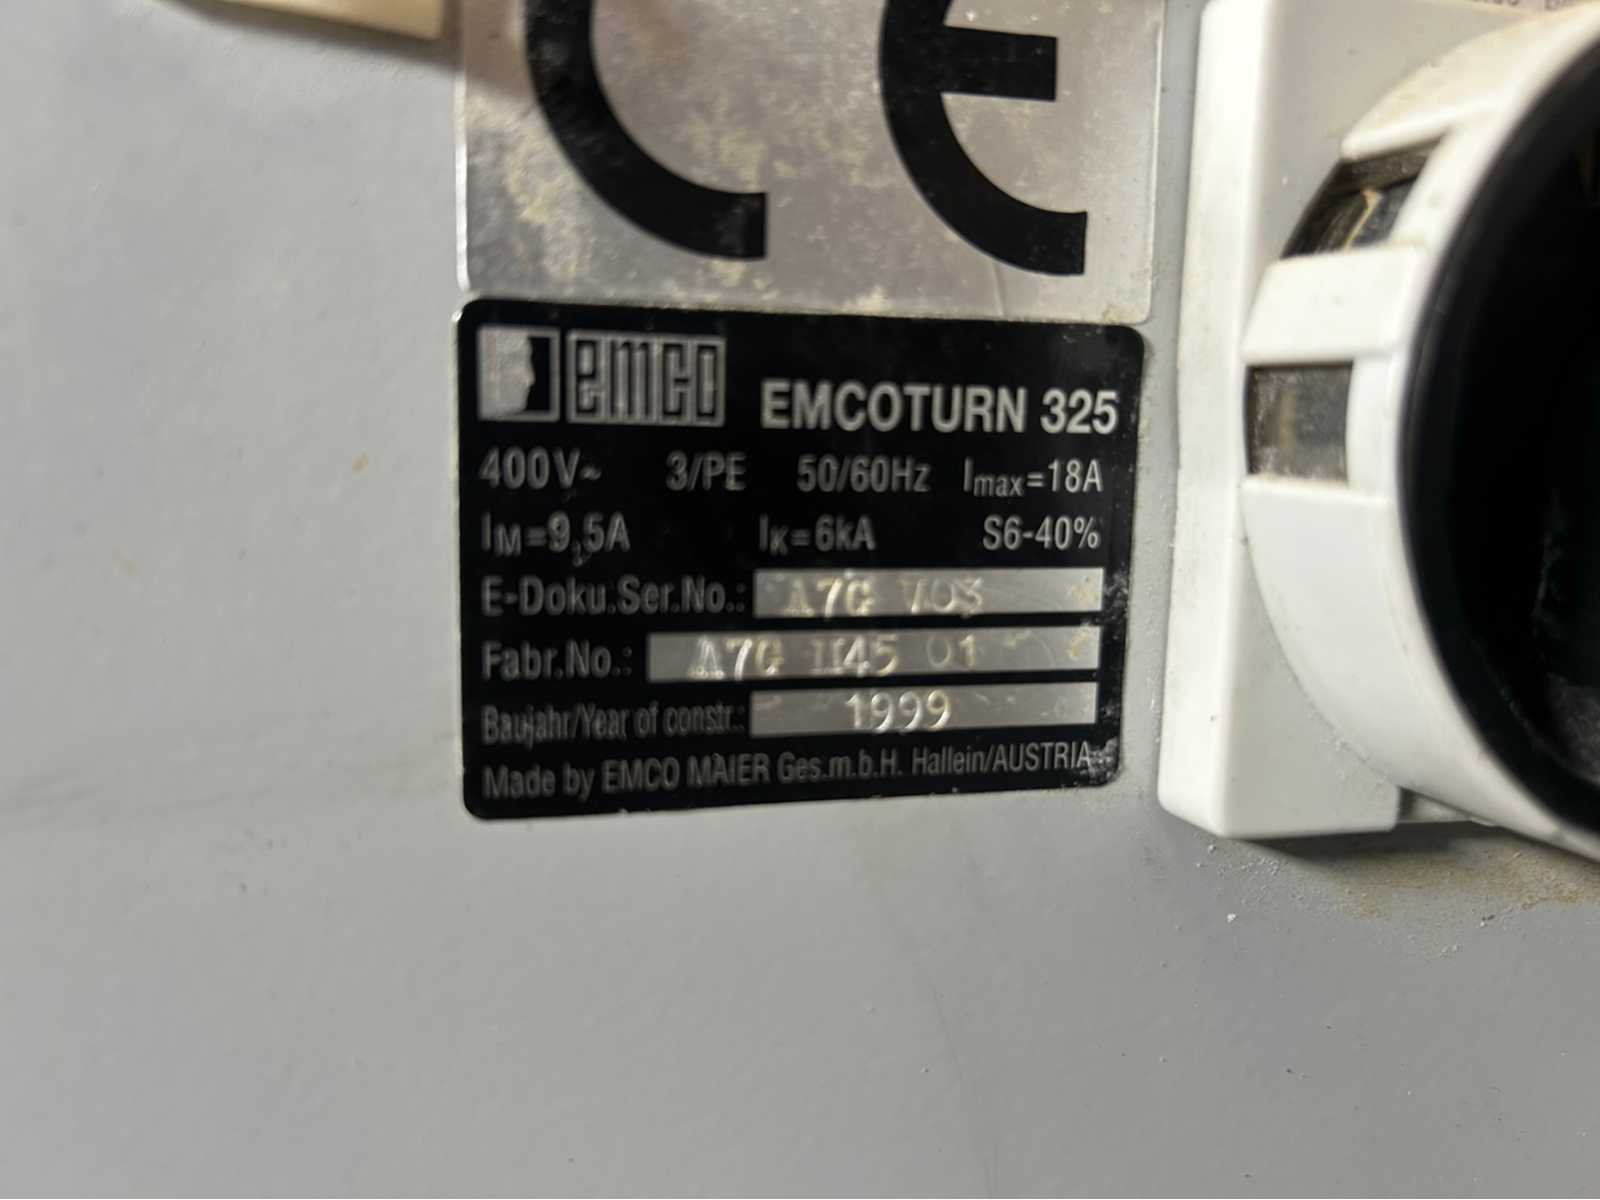 CE
emco EMCOTURN 325
400V~ 3/PE 50/60Hz Imax=18A
IM=9,5A IK=6kA S6-40%
E-Doku.Ser.No.: A7G V03
Fabr.No.: A7G H45 01
Baujahr/Year of constr.: 1999
Made by EMCO MAIER Ges.m.b.H. Hallein/AUSTRIA